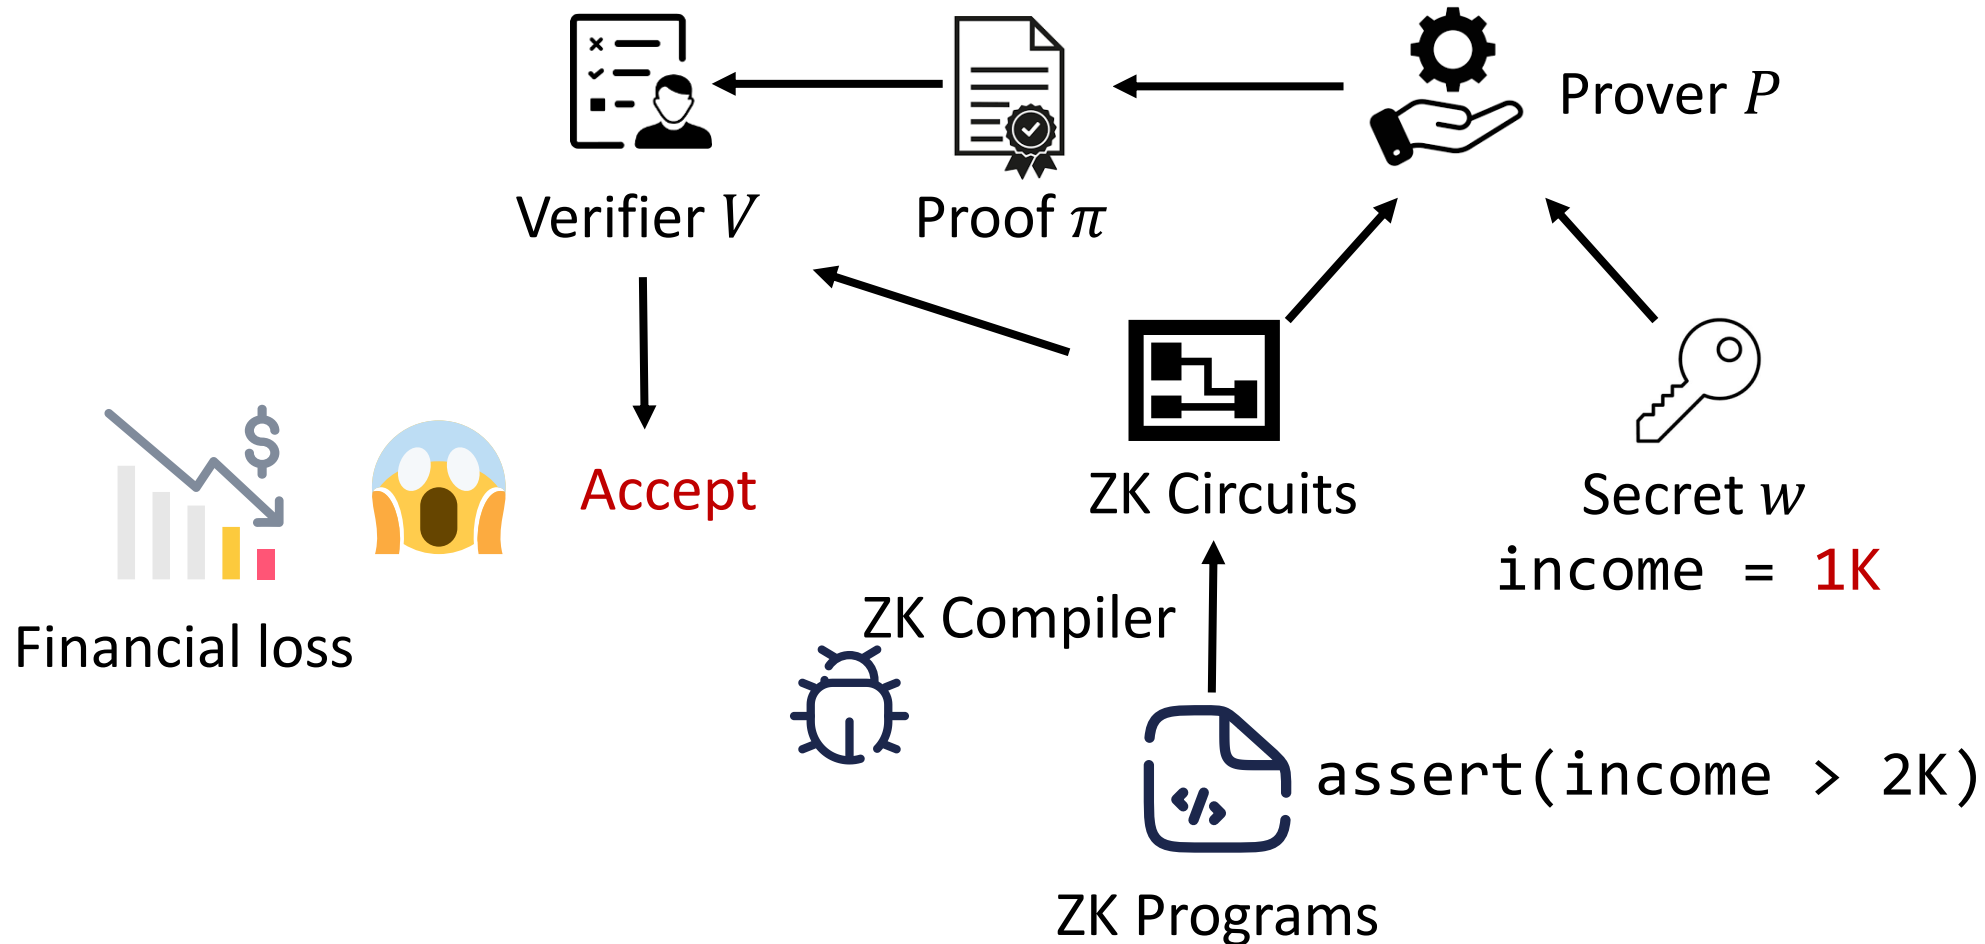 Prover P
Verifier V
Proof π
$
Accept
ZK Circuits
Secret w
income = 1K
ZK Compiler
Financial loss
assert(income > 2K)
</>
ZK Programs